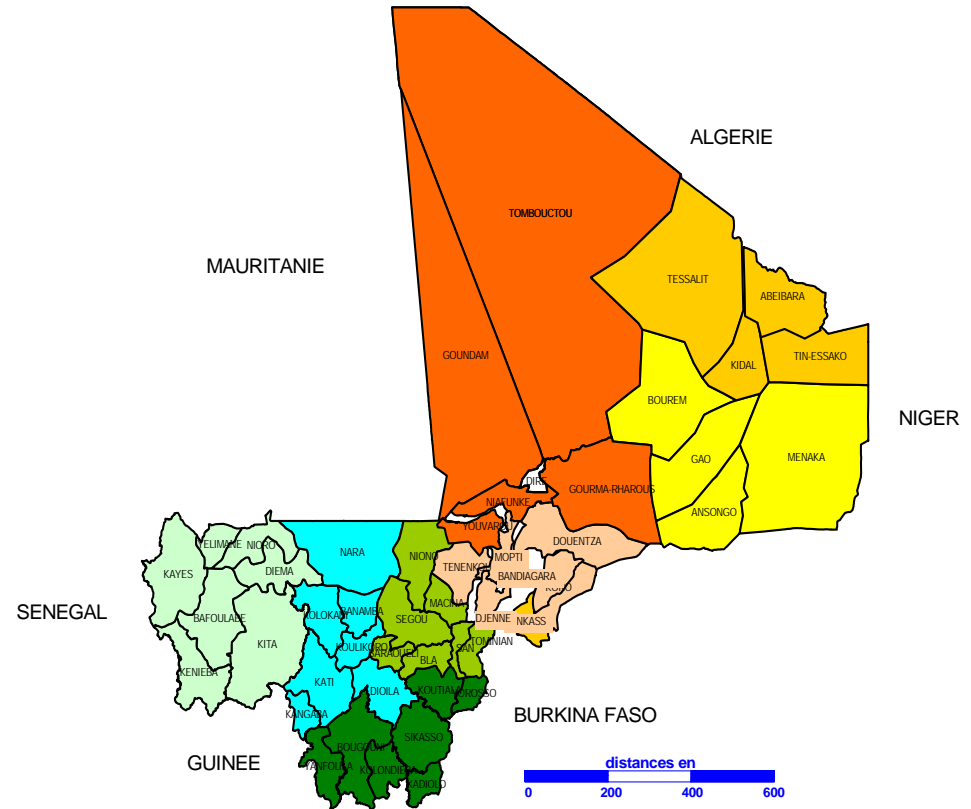 ALGERIE
TOMBOUCTOU
MAURITANIE
TESSALIT
ABEIBARA
GOUNDAM
KIDAL
TIN-ESSAKO
BOUREM
NIGER
GAO
MENAKA
DIRE
GOURMA-RHAROUS
NIAFUNKE
ANSONGO
YOUVAROU
DOUENTZA
YELIMANE
NIORO
NARA
NIONO
MOPTI
TENENKOU
DIEMA
KAYES
BANDIAGARA
KORO
SENEGAL
BAFOULABE
KOLOKANI
BANAMBA
MACINA
SEGOU
DJENNE
NKASS
KITA
KOULIKORO
BARAOUELI
BLA
SAN
TOMINIAN
KENIEBA
KATI
DIOILA
KOUTIALA
YOROSSO
KANGABA
BURKINA FASO
SIKASSO
BOUGOUNI
GUINEE
YANFOLILA
KOLONDIEBA
KADIOLO
distances en
0 200 400 600